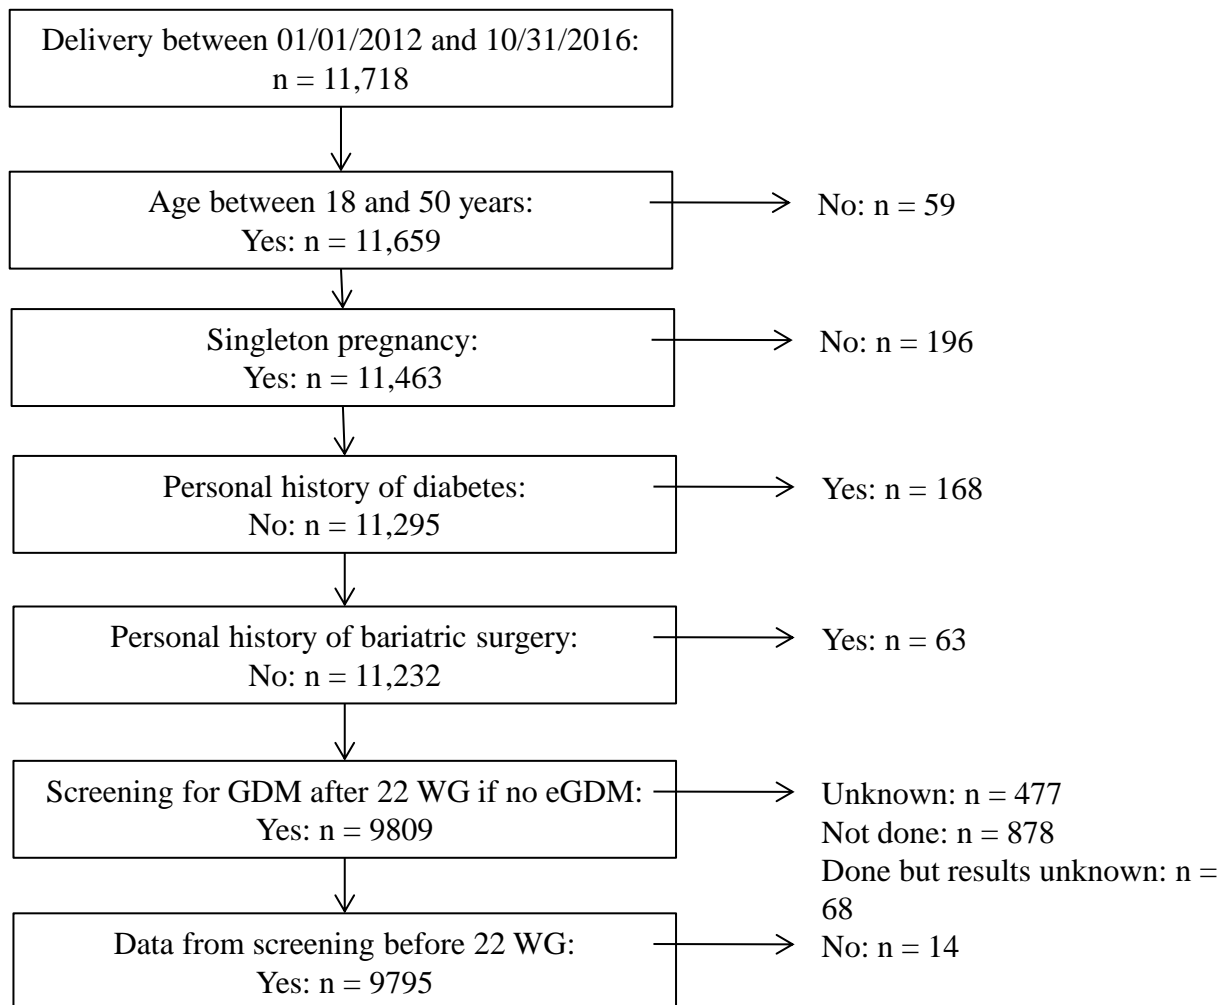 Delivery between 01/01/2012 and 10/31/2016:
n = 11,718
Age between 18 and 50 years:
Yes: n = 11,659
No: n = 59
Singleton pregnancy:
Yes: n = 11,463
No: n = 196
Personal history of diabetes:
No: n = 11,295
Yes: n = 168
Personal history of bariatric surgery:
No: n = 11,232
Yes: n = 63
Screening for GDM after 22 WG if no eGDM:
Yes: n = 9809
Unknown: n = 477
Not done: n = 878
Done but results unknown: n =
68
Data from screening before 22 WG:
Yes: n = 9795
No: n = 14